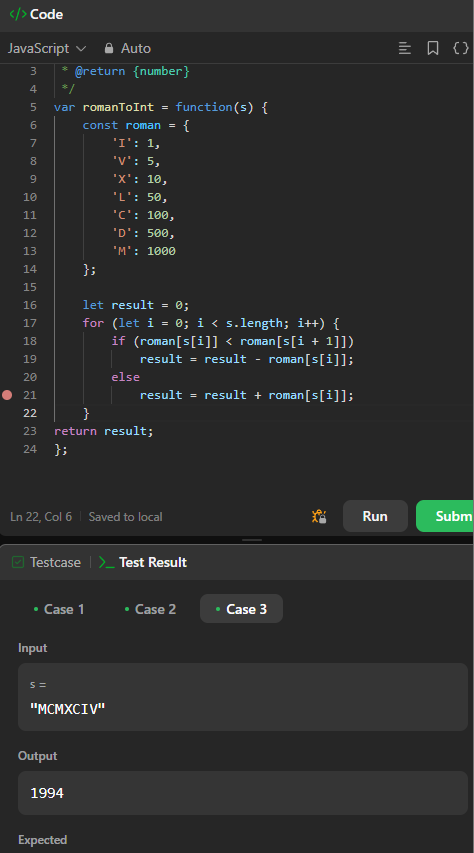 </> Code
JavaScript Auto {}
3 * @return {number}
4 */
5 var romanToInt = function(s) {
6 const roman = {
7 'I': 1,
8 'V': 5,
9 'X': 10,
10 'L': 50,
11 'C': 100,
12 'D': 500,
13 'M': 1000
14 };
15
16 let result = 0;
17 for (let i = 0; i < s.length; i++) {
18 if (roman[s[i]] < roman[s[i + 1]])
19 result = result - roman[s[i]];
20 else
21 result = result + roman[s[i]];
22 }
23 return result;
24 };
Ln 22, Col 6 Saved to local Run Subm
Testcase >_ Test Result
Case 1 Case 2 Case 3
Input
s =
"MCMXCIV"
Output
1994
Expected